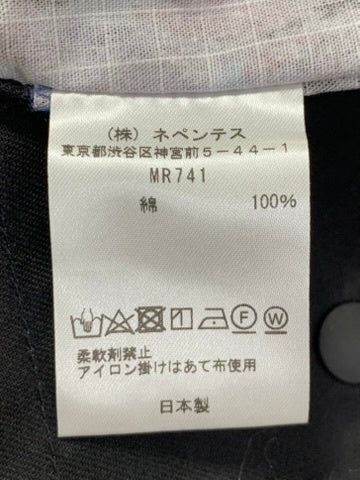 （株）ネペンテス
東京都渋谷区神宮前５－４４－１
MR741
綿 100%
F W
柔軟剤禁止
アイロン掛けはあて布使用
日本製